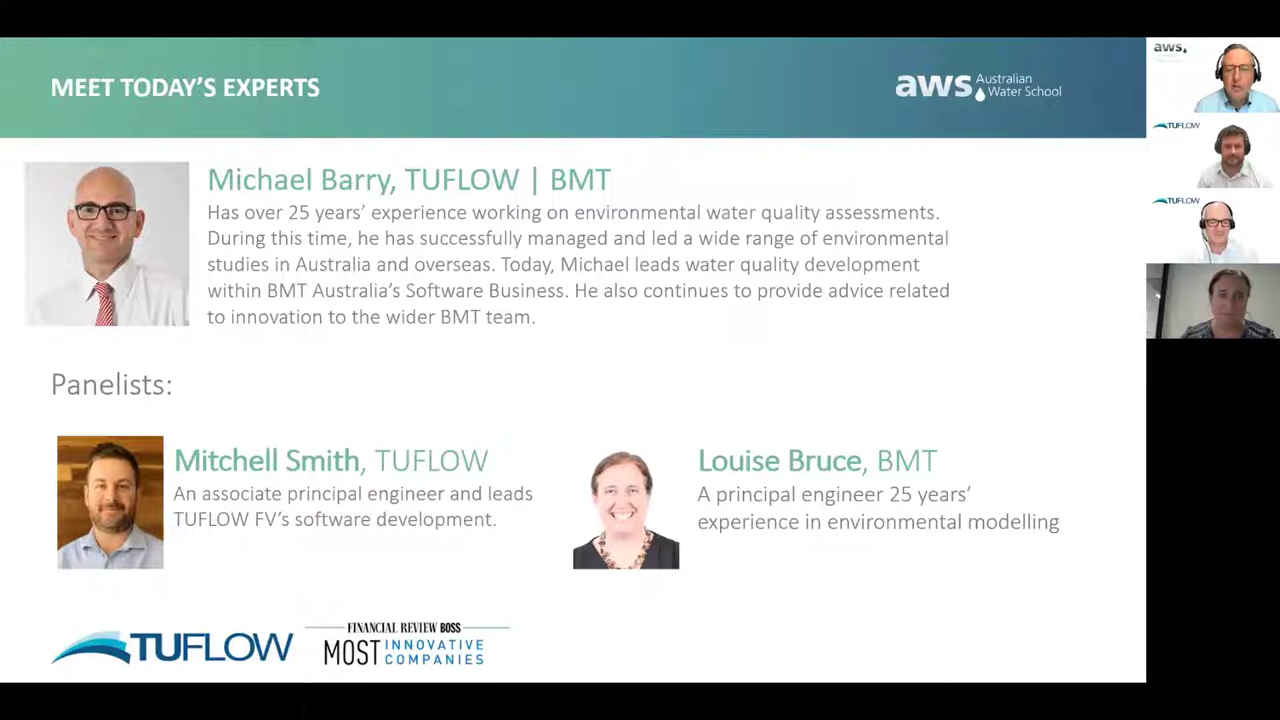 MEET TODAY'S EXPERTS
aws. Australian
Water School
Michael Barry, TUFLOW | BMT
Has over 25 years' experience working on environmental water quality assessments.
During this time, he has successfully managed and led a wide range of environmental
studies in Australia and overseas. Today, Michael leads water quality development
within BMT Australia's Software Business. He also continues to provide advice related
to innovation to the wider BMT team.
Panelists:
Mitchell Smith, TUFLOW
An associate principal engineer and leads
TUFLOW FV's software development.
Louise Bruce, BMT
A principal engineer 25 years'
experience in environmental modelling
TUFLOW
FINANCIAL REVIEW BOSS
MOST INNOVATIVE
COMPANIES
aws.
TUFLOW
TUFLOW